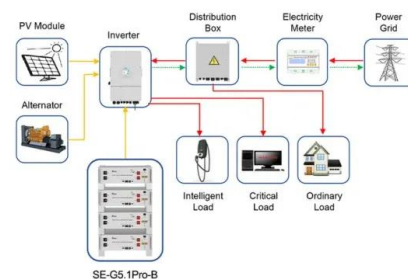 PV Module
Inverter
Distribution
Box
Electricity
Meter
Power
Grid
Alternator
Intelligent
Load
Critical
Load
Ordinary
Load
SE-G5.1Pro-B